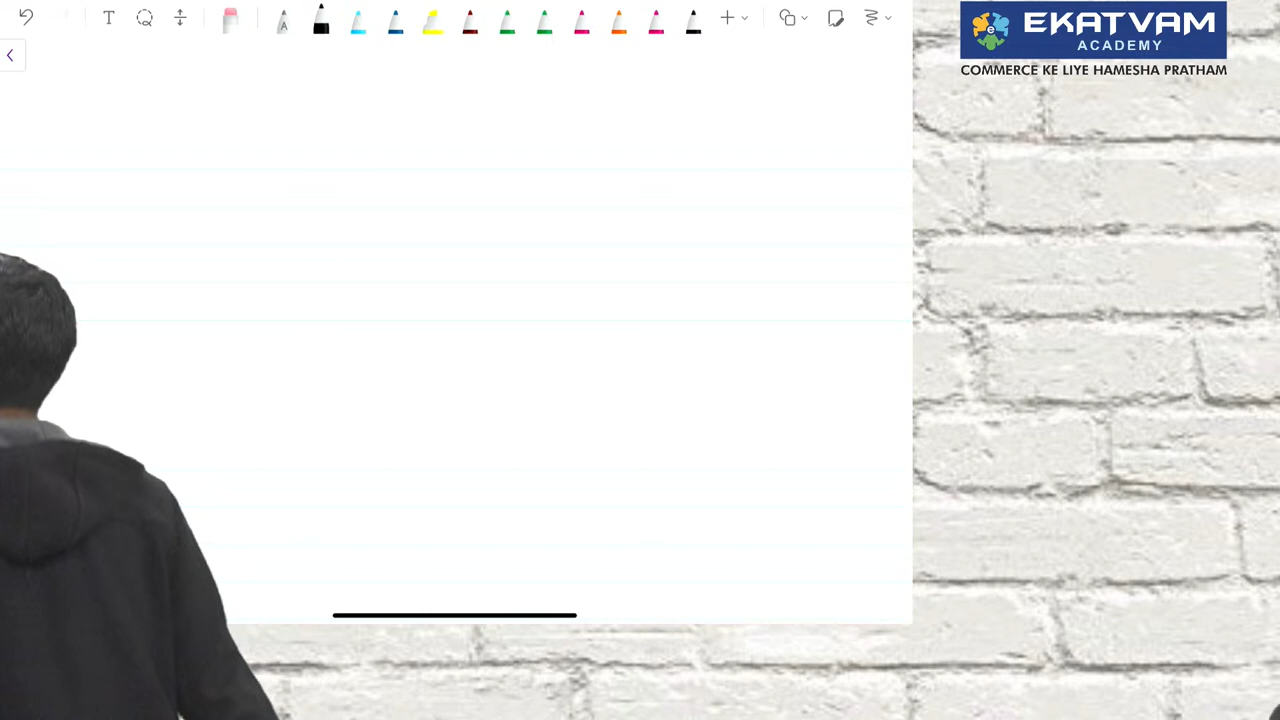 EKATVAM
ACADEMY
COMMERCE KE LIYE HAMESHA PRATHAM
T
A
e